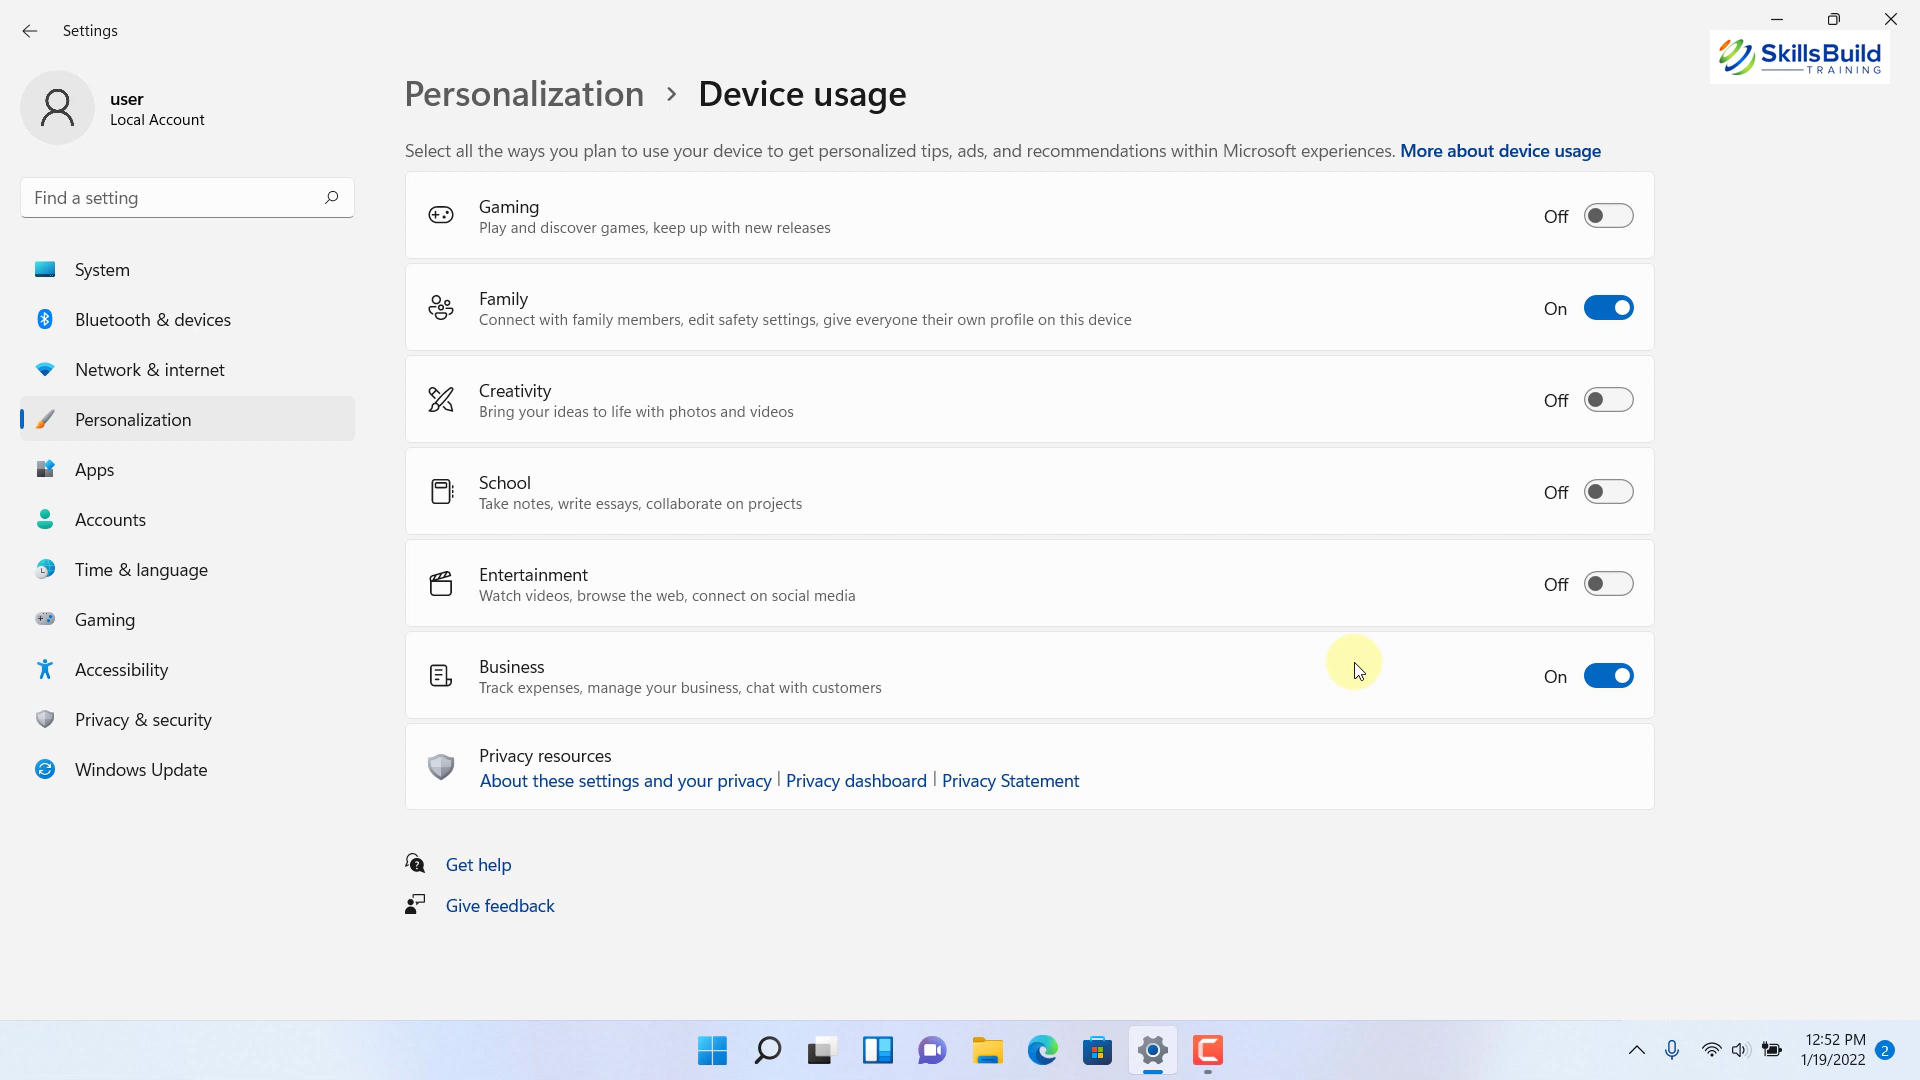 Settings
SkillsBuild
TRAINING
user
Local Account
Find a setting
System
Bluetooth & devices
Network & internet
Personalization
Apps
Accounts
Time & language
Gaming
Accessibility
Privacy & security
Windows Update
Personalization › Device usage
Select all the ways you plan to use your device to get personalized tips, ads, and recommendations within Microsoft experiences. More about device usage
Gaming
Play and discover games, keep up with new releases
Off
Family
Connect with family members, edit safety settings, give everyone their own profile on this device
On
Creativity
Bring your ideas to life with photos and videos
Off
School
Take notes, write essays, collaborate on projects
Off
Entertainment
Watch videos, browse the web, connect on social media
Off
Business
Track expenses, manage your business, chat with customers
On
Privacy resources
About these settings and your privacy | Privacy dashboard | Privacy Statement
Get help
Give feedback
12:52 PM
1/19/2022
2